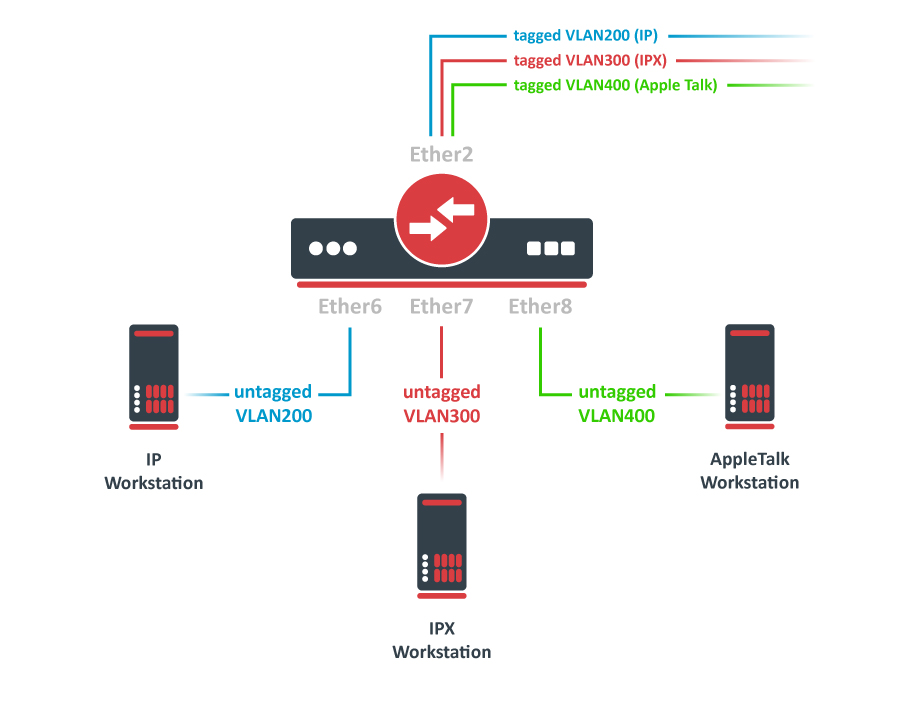 tagged VLAN200 (IP)
tagged VLAN300 (IPX)
tagged VLAN400 (Apple Talk)
Ether2
Ether6
Ether7
Ether8
untagged
VLAN200
untagged
VLAN300
untagged
VLAN400
IP
Workstation
AppleTalk
Workstation
IPX
Workstation